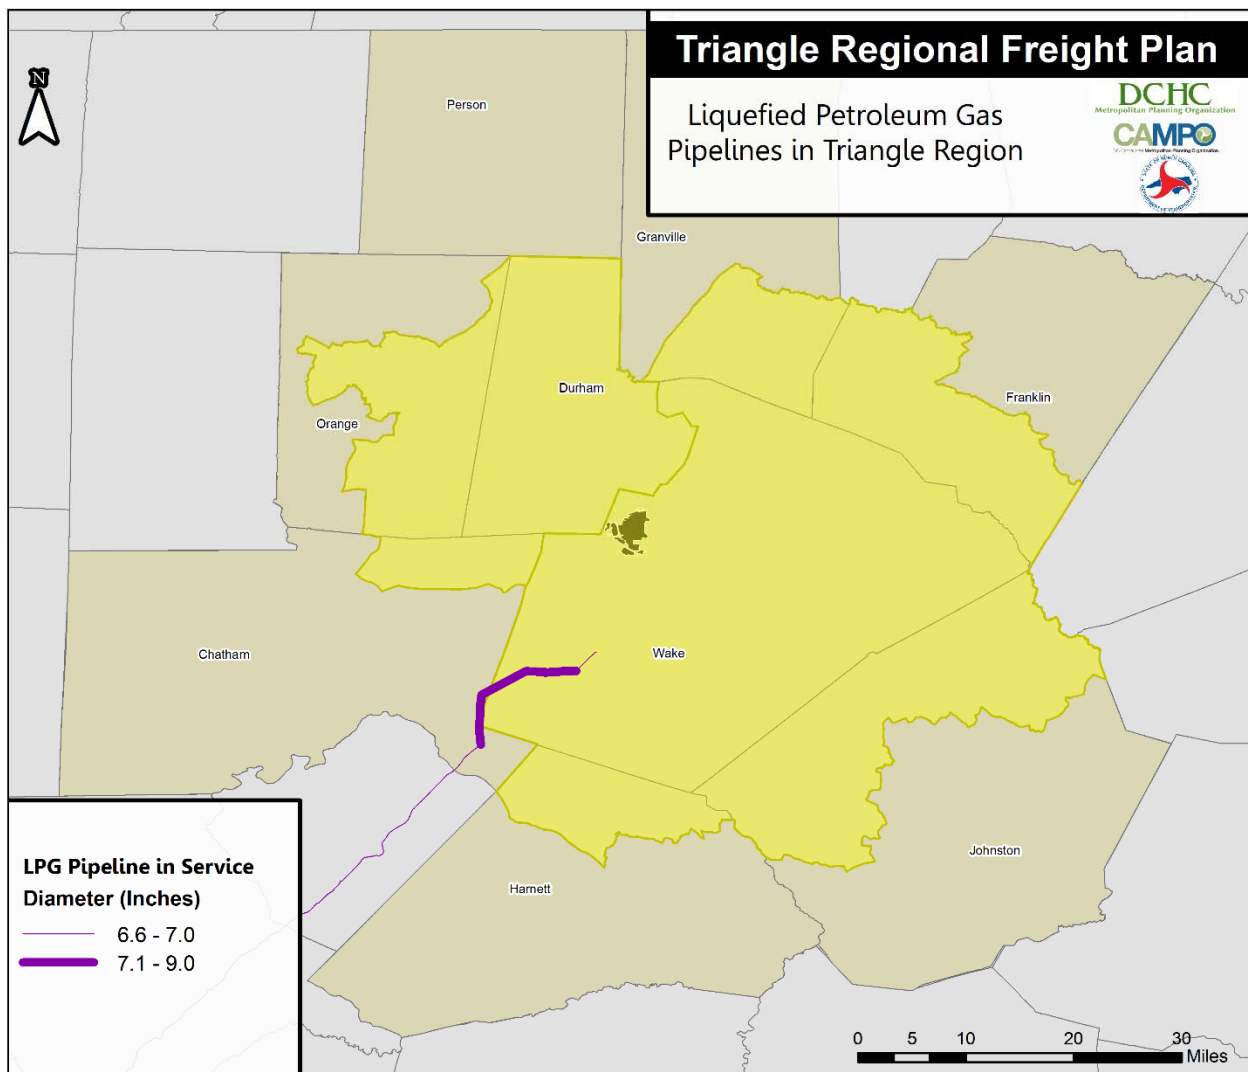 Triangle Regional Freight Plan
Liquefied Petroleum Gas
Pipelines in Triangle Region
DCHC
Metropolitan Planning Organization
CAMPO
N
Person
Granville
Durham
Orange
Franklin
Chatham
Wake
Harnett
Johnston
LPG Pipeline in Service
Diameter (Inches)
6.6 - 7.0
7.1 - 9.0
0 5 10 20 30
Miles